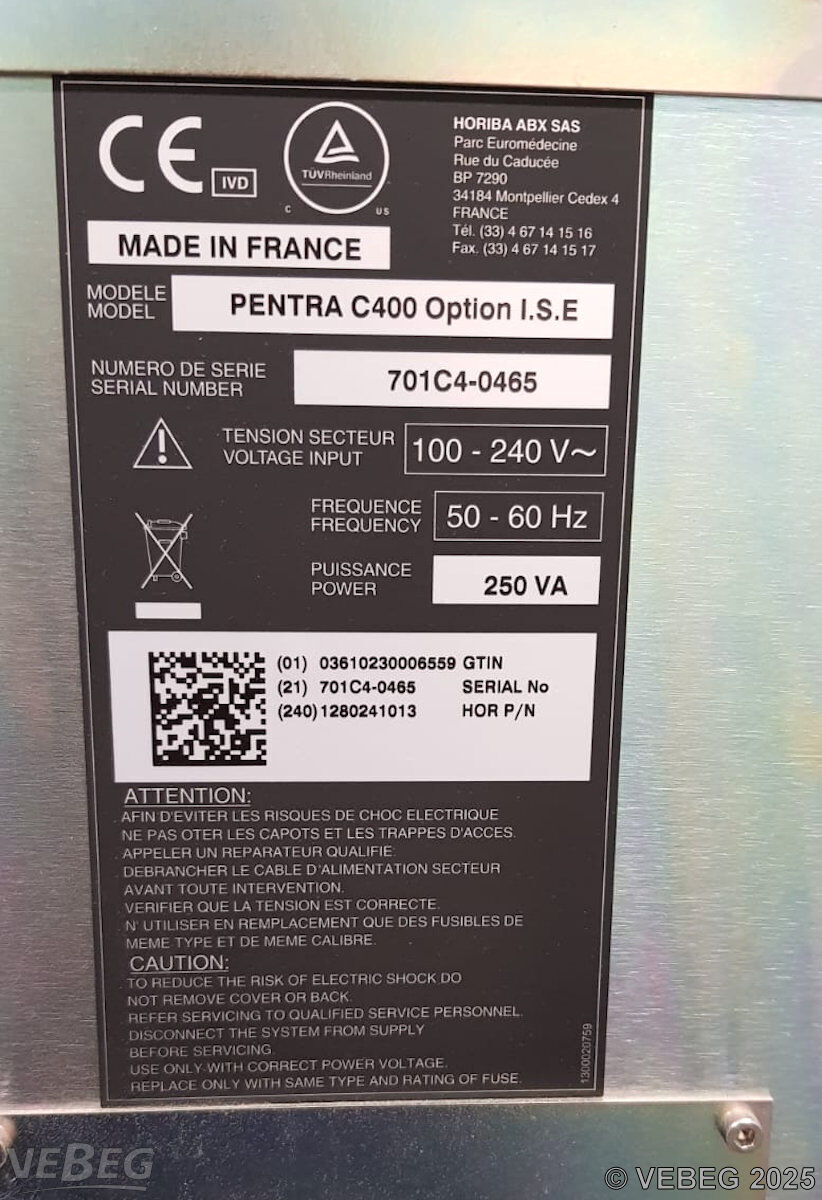 CE IVD
TÜVRheinland
C US
HORIBA ABX SAS
Parc Euromédecine
Rue du Caducée
BP 7290
34184 Montpellier Cedex 4
FRANCE
Tél. (33) 4 67 14 15 16
Fax. (33) 4 67 14 15 17
MADE IN FRANCE
MODELE
MODEL
PENTRA C400 Option I.S.E
NUMERO DE SERIE
SERIAL NUMBER
701C4-0465
TENSION SECTEUR
VOLTAGE INPUT
100 - 240 V~
FREQUENCE
FREQUENCY
50 - 60 Hz
PUISSANCE
POWER
250 VA
(01) 03610230006559 GTIN
(21) 701C4-0465 SERIAL No
(240) 1280241013 HOR P/N
ATTENTION:
AFIN D'EVITER LES RISQUES DE CHOC ELECTRIQUE
NE PAS OTER LES CAPOTS ET LES TRAPPES D'ACCES.
APPELER UN REPARATEUR QUALIFIE.
DEBRANCHER LE CABLE D'ALIMENTATION SECTEUR
AVANT TOUTE INTERVENTION.
VERIFIER QUE LA TENSION EST CORRECTE.
N' UTILISER EN REMPLACEMENT QUE DES FUSIBLES DE
MEME TYPE ET DE MEME CALIBRE.
CAUTION:
TO REDUCE THE RISK OF ELECTRIC SHOCK DO
NOT REMOVE COVER OR BACK.
REFER SERVICING TO QUALIFIED SERVICE PERSONNEL.
DISCONNECT THE SYSTEM FROM SUPPLY
BEFORE SERVICING.
USE ONLY WITH CORRECT POWER VOLTAGE.
REPLACE ONLY WITH SAME TYPE AND RATING OF FUSE.
1300020759
VEBEG
© VEBEG 2025